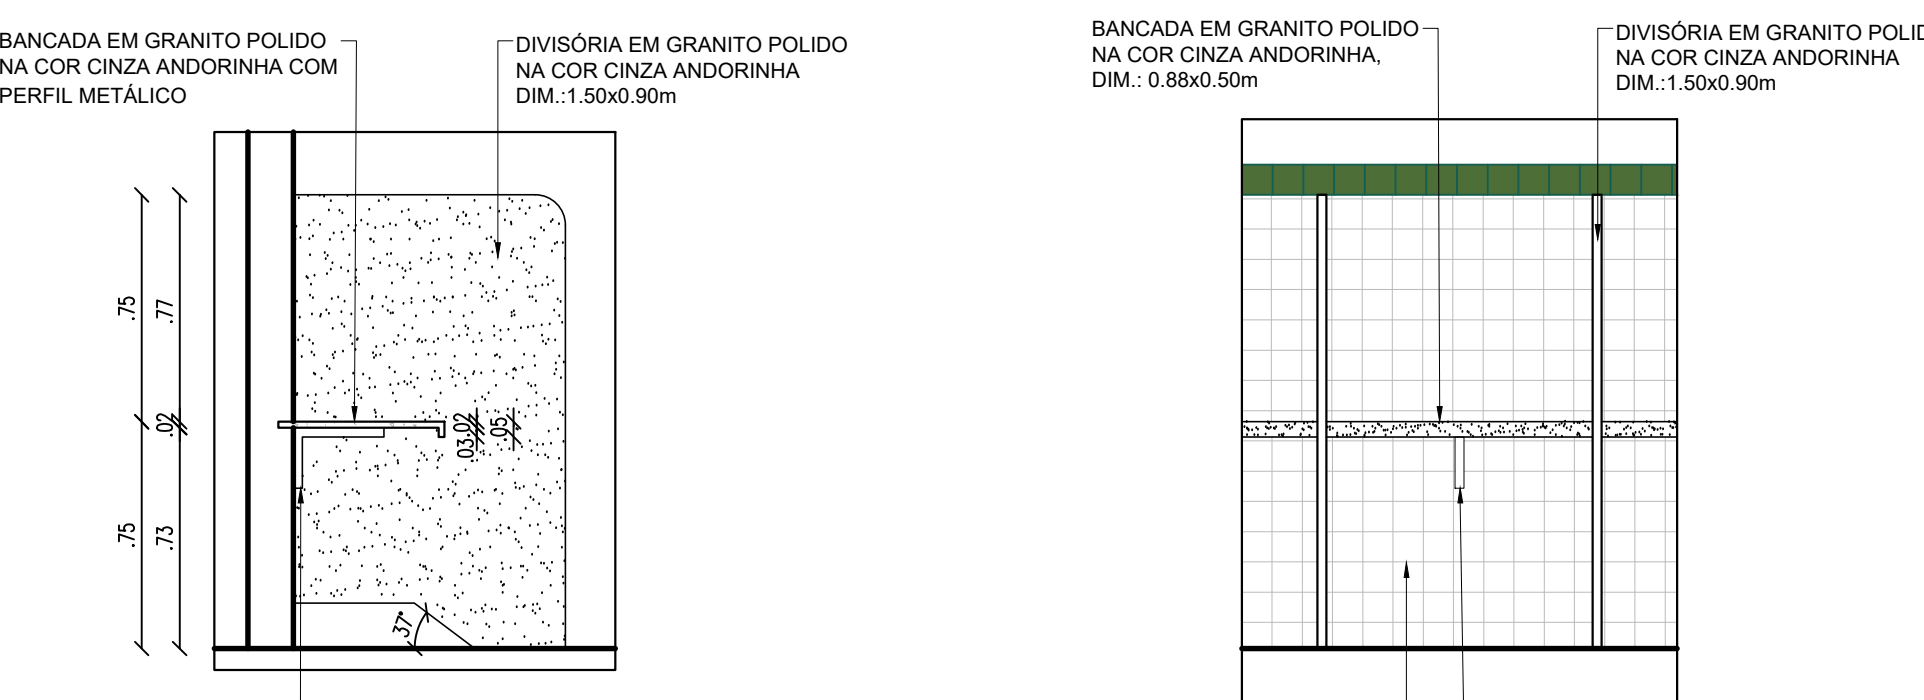 BANCADA EM GRANITO POLIDO
NA COR CINZA ANDORINHA COM
PERFIL METÁLICO
DIVISÓRIA EM GRANITO POLIDO
NA COR CINZA ANDORINHA
DIM.:1.50x0.90m
.75
.77
.02
.75
.73
.03
.02
.05
37°
BANCADA EM GRANITO POLIDO
NA COR CINZA ANDORINHA,
DIM.: 0.88x0.50m
DIVISÓRIA EM GRANITO POLID
NA COR CINZA ANDORINHA
DIM.:1.50x0.90m